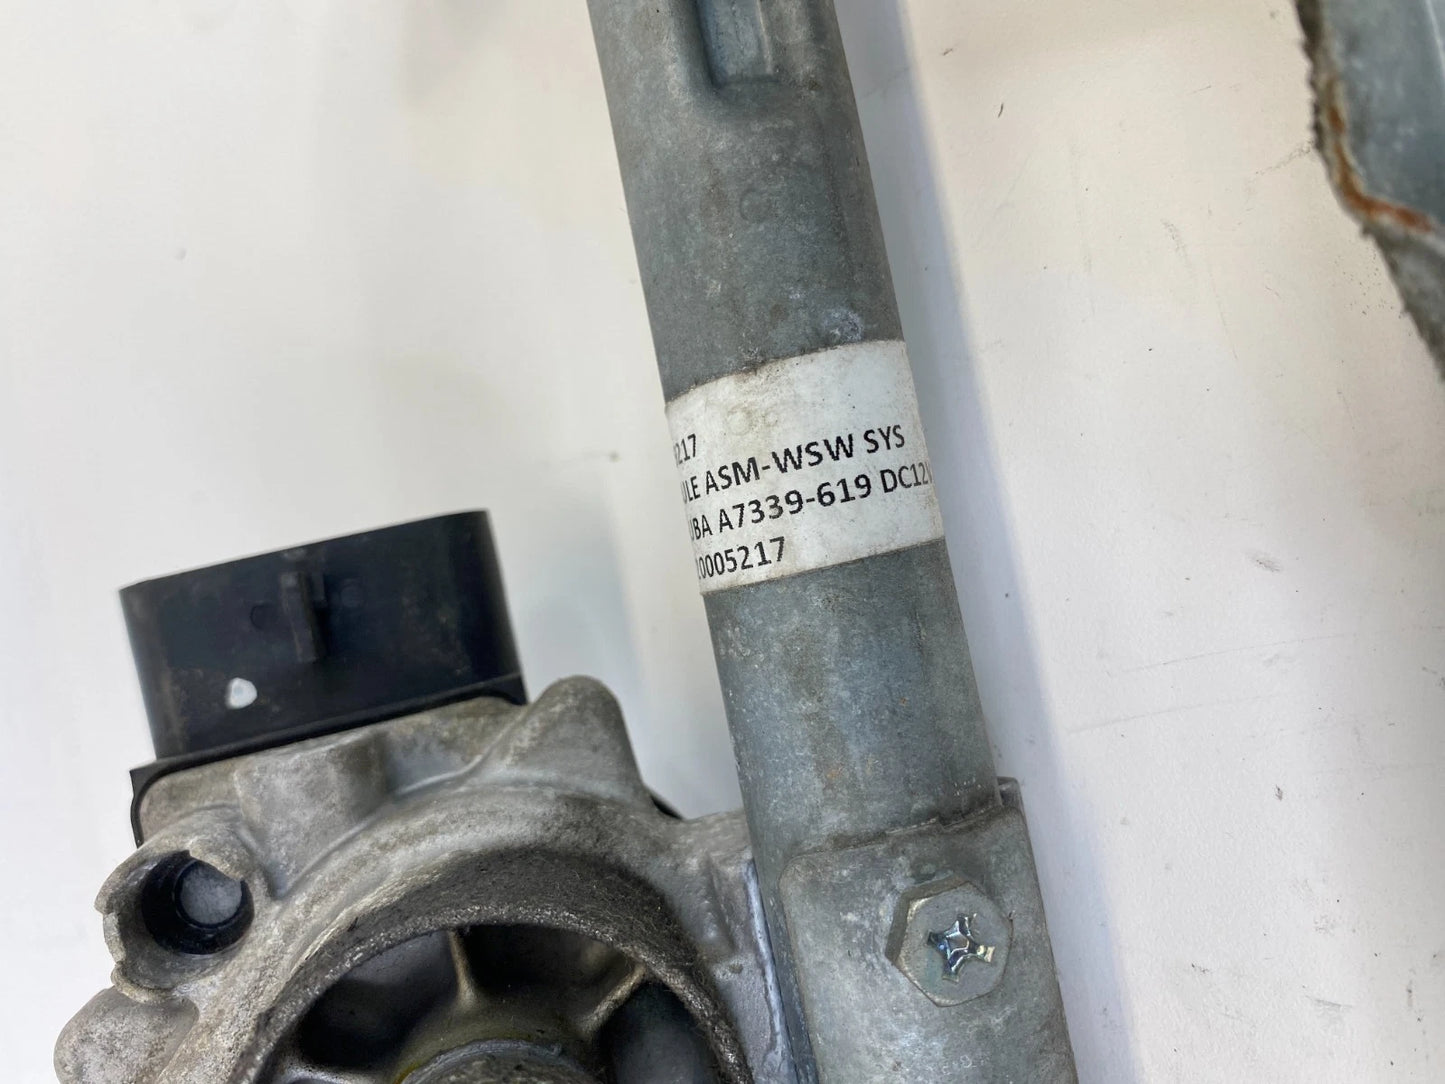 217
ULE ASM-WSW SYS
UBA A7339-619 DC12V
0005217